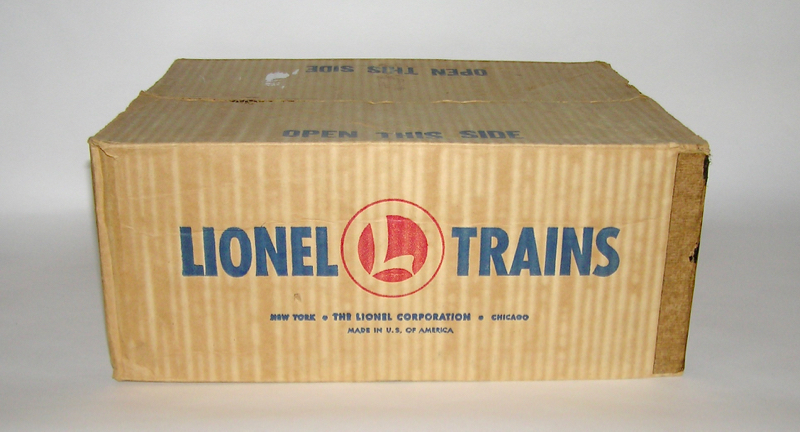 OPEN THIS SIDE
OPEN THIS SIDE
LIONEL L TRAINS
NEW YORK • THE LIONEL CORPORATION • CHICAGO
MADE IN U.S. OF AMERICA